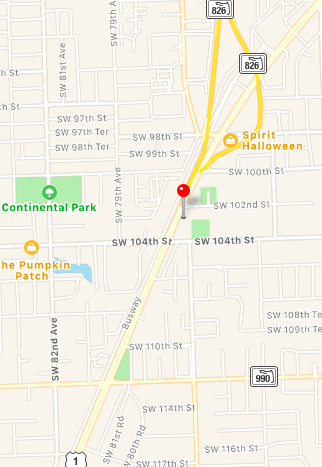 826
SW 79th Ave
826
SW 81st Ave
th St
SW 97th St
SW 97th Ter
SW 98th St
SW 98th Ter
Spirit
Halloween
SW 99th St
SW 100th St
SW 79th Ave
Continental Park
SW 102nd St
SW 104th St
SW 104th St
The Pumpkin
Patch
Busway
SW 108th Ter
SW 109th Ter
SW 82nd Ave
SW 110th St
990
SW 114th St
SW 81st Rd
SW 80th Rd
SW 116th St
1
SW 117th St